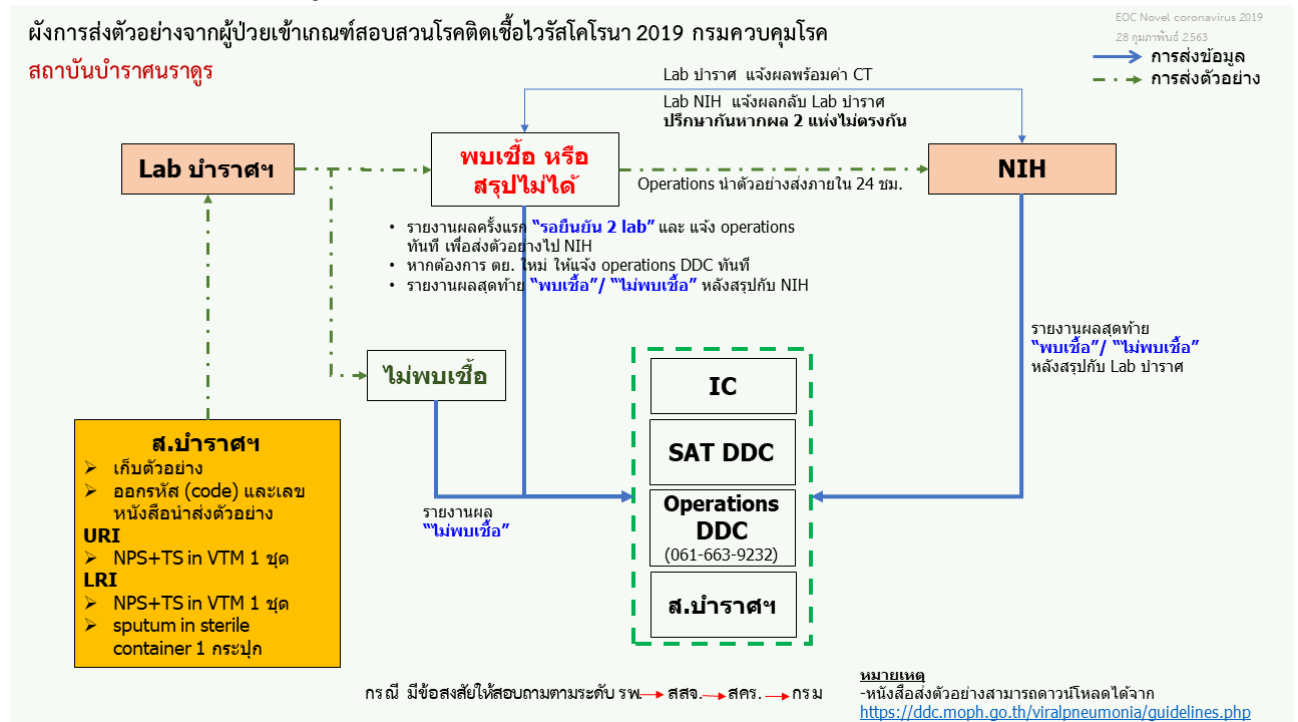 ผังการส่งตัวอย่างจากผู้ป่วยเข้าเกณฑ์สอบสวนโรคติดเชื้อไวรัสโคโรนา 2019 กรมควบคุมโรค
สถาบันบำราศนราดูร
EOC Novel coronavirus 2019
28 กุมภาพันธ์ 2563
การส่งข้อมูล
การส่งตัวอย่าง
Lab บำราศ แจ้งผลพร้อมค่า CT
Lab NIH แจ้งผลกลับ Lab บำราศ
ปรึกษากันหากผล 2 แห่งไม่ตรงกัน
Lab บำราศฯ
พบเชื้อ หรือ
สรุปไม่ได้
Operations นำตัวอย่างส่งภายใน 24 ชม.
NIH
• รายงานผลครั้งแรก “รอยืนยัน 2 lab” และ แจ้ง operations
ทันที เพื่อส่งตัวอย่างไป NIH
• หากต้องการ ตย. ใหม่ ให้แจ้ง operations DDC ทันที
• รายงานผลสุดท้าย “พบเชื้อ”/ “ไม่พบเชื้อ” หลังสรุปกับ NIH
รายงานผลสุดท้าย
“พบเชื้อ”/ “ไม่พบเชื้อ”
หลังสรุปกับ Lab บำราศ
ไม่พบเชื้อ
รายงานผล
“ไม่พบเชื้อ”
IC
SAT DDC
Operations
DDC
(061-663-9232)
ส.บำราศฯ
ส.บำราศฯ
➢ เก็บตัวอย่าง
➢ ออกรหัส (code) และเลข
หนังสือนำส่งตัวอย่าง
URI
➢ NPS+TS in VTM 1 ชุด
LRI
➢ NPS+TS in VTM 1 ชุด
➢ sputum in sterile
container 1 กระปุก
กรณี มีข้อสงสัยให้สอบถามตามระดับ รพ. → สสจ. → สคร. → กรม
หมายเหตุ
-หนังสือส่งตัวอย่างสามารถดาวน์โหลดได้จาก
https://ddc.moph.go.th/viralpneumonia/guidelines.php